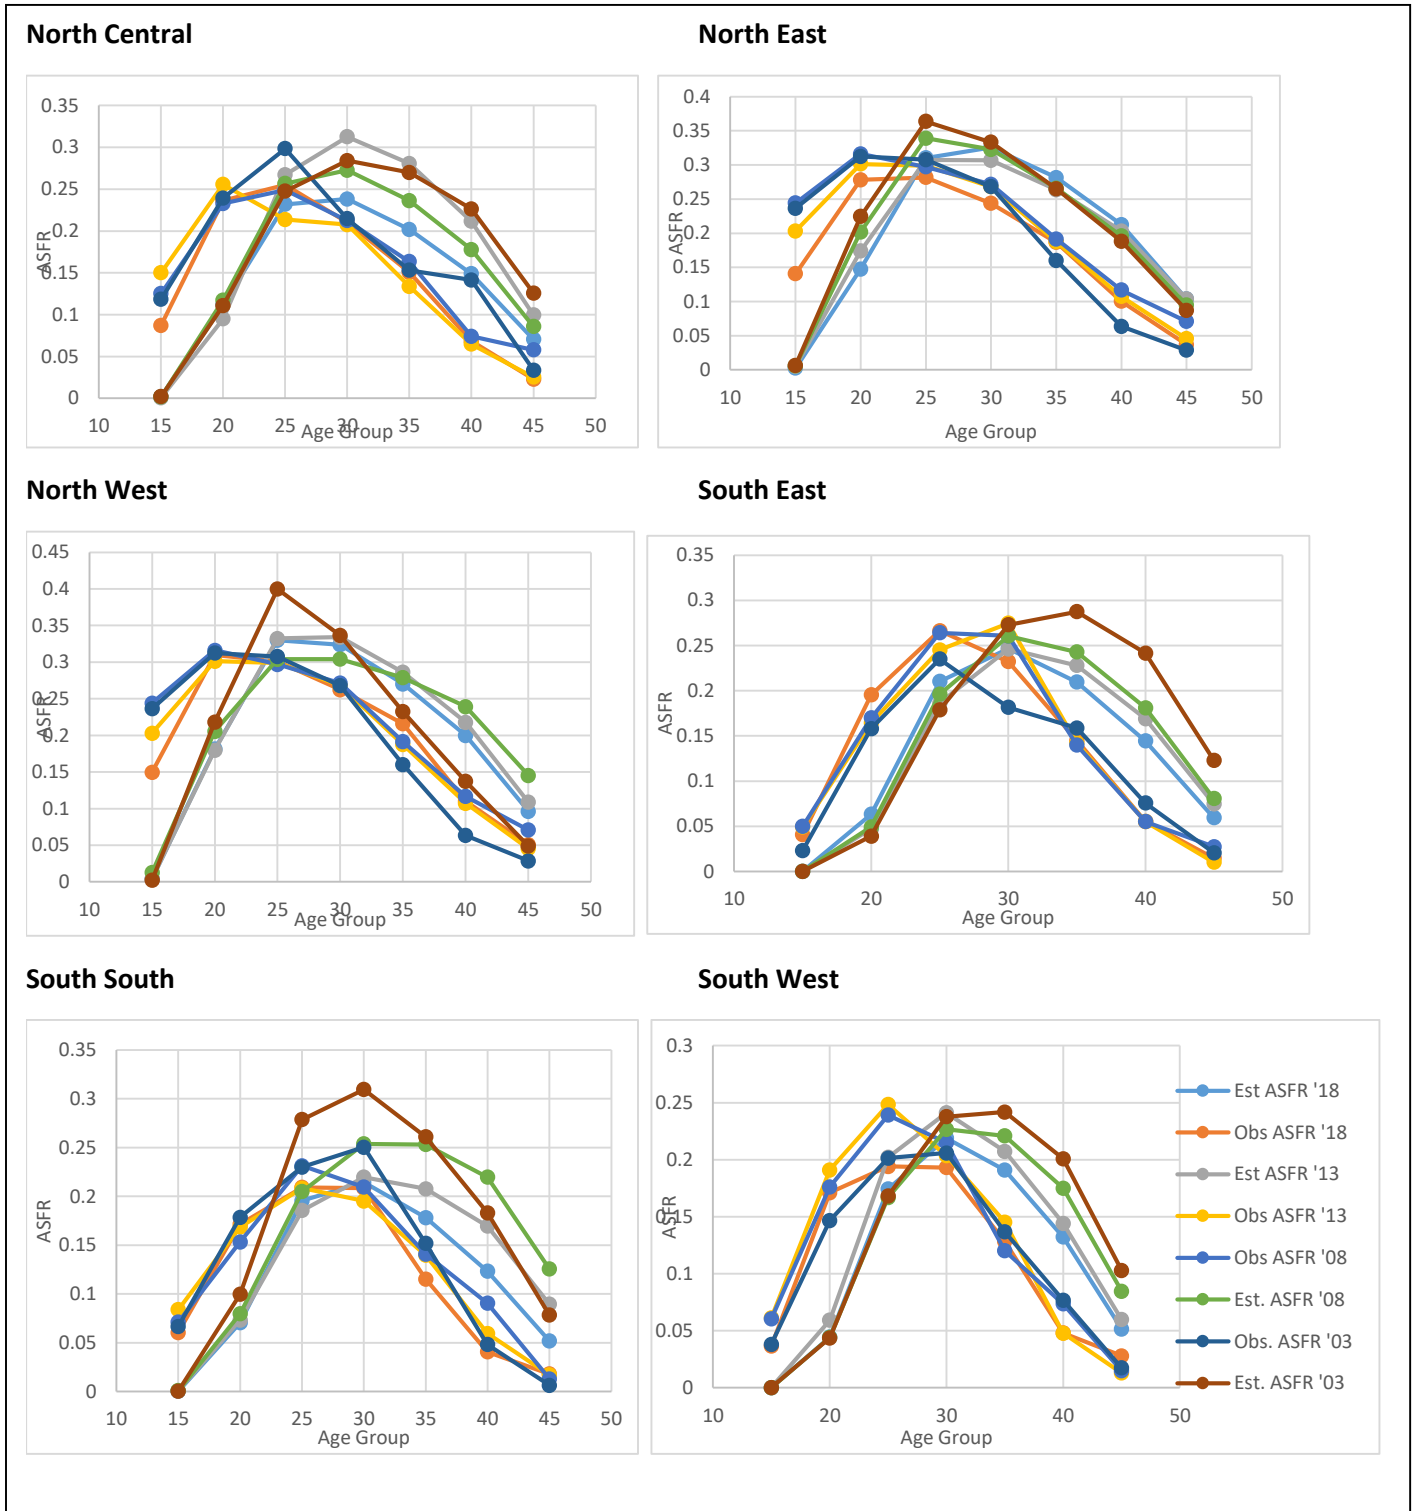 North Central
North East
0.35
0.3
0.25
0.2
0.15
0.1
0.05
0
ASFR
10 15 20 25 30 35 40 45 50
Age Group
0.4
0.35
0.3
0.25
0.2
0.15
0.1
0.05
0
ASFR
10 15 20 25 30 35 40 45 50
Age Group
North West
South East
0.45
0.4
0.35
0.3
0.25
0.2
0.15
0.1
0.05
0
ASFR
10 15 20 25 30 35 40 45 50
Age Group
0.35
0.3
0.25
0.2
0.15
0.1
0.05
0
ASFR
10 20 30 40 50
Age Group
South South
South West
0.35
0.3
0.25
0.2
0.15
0.1
0.05
0
ASFR
10 15 20 25 30 35 40 45 50
Age Group
0.3
0.25
0.2
0.15
0.1
0.05
0
ASFR
10 20 30 40 50
Age Group
Est ASFR '18
Obs ASFR '18
Est ASFR '13
Obs ASFR '13
Obs ASFR '08
Est. ASFR '08
Obs. ASFR '03
Est. ASFR '03